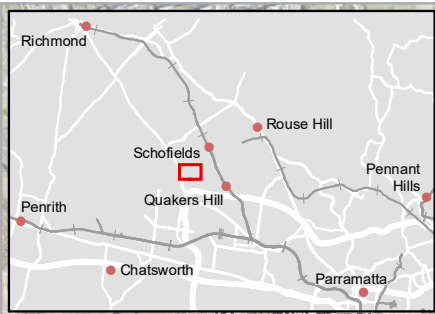 Richmond
Rouse Hill
Schofields
Pennant
Hills
Quakers Hill
Penrith
Chatsworth
Parramatta